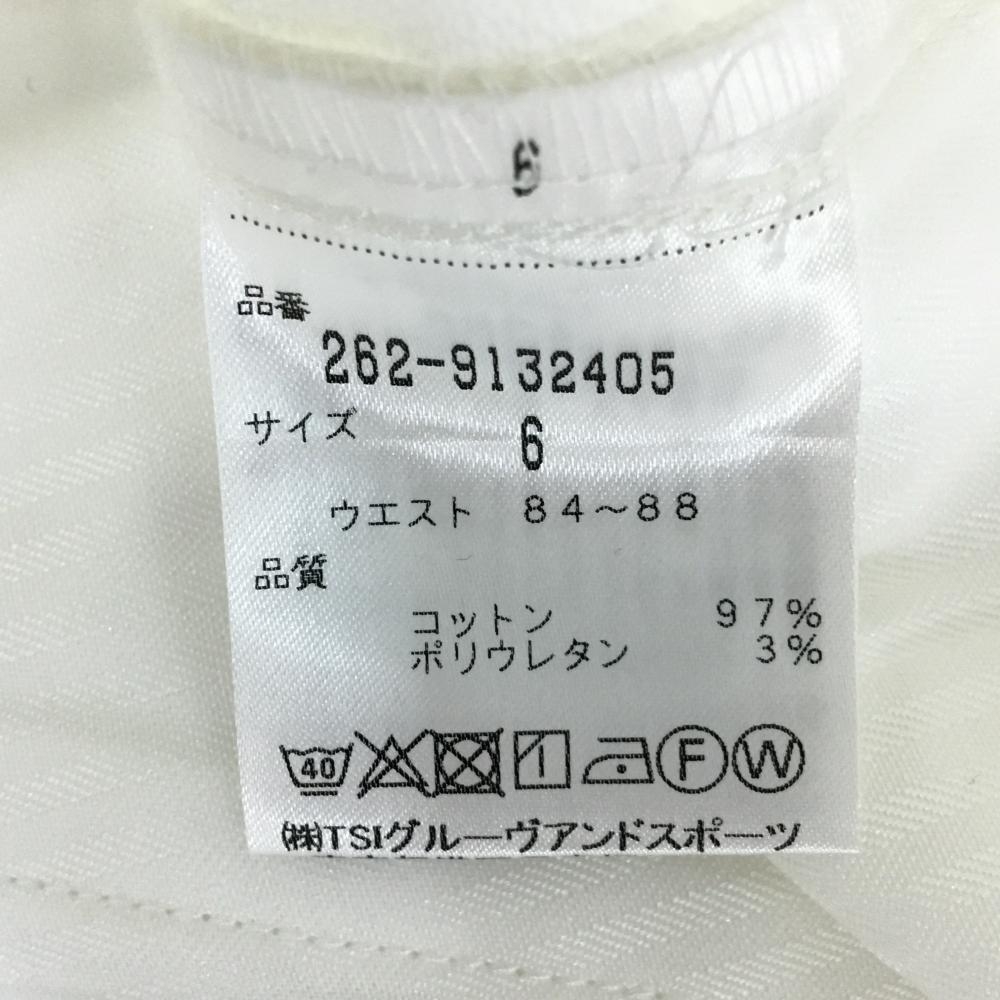 6
品番
262-9132405
サイズ 6
ウエスト 84～88
品質
コットン 97%
ポリウレタン 3%
40 F W
㈱TSIグルーヴアンドスポーツ